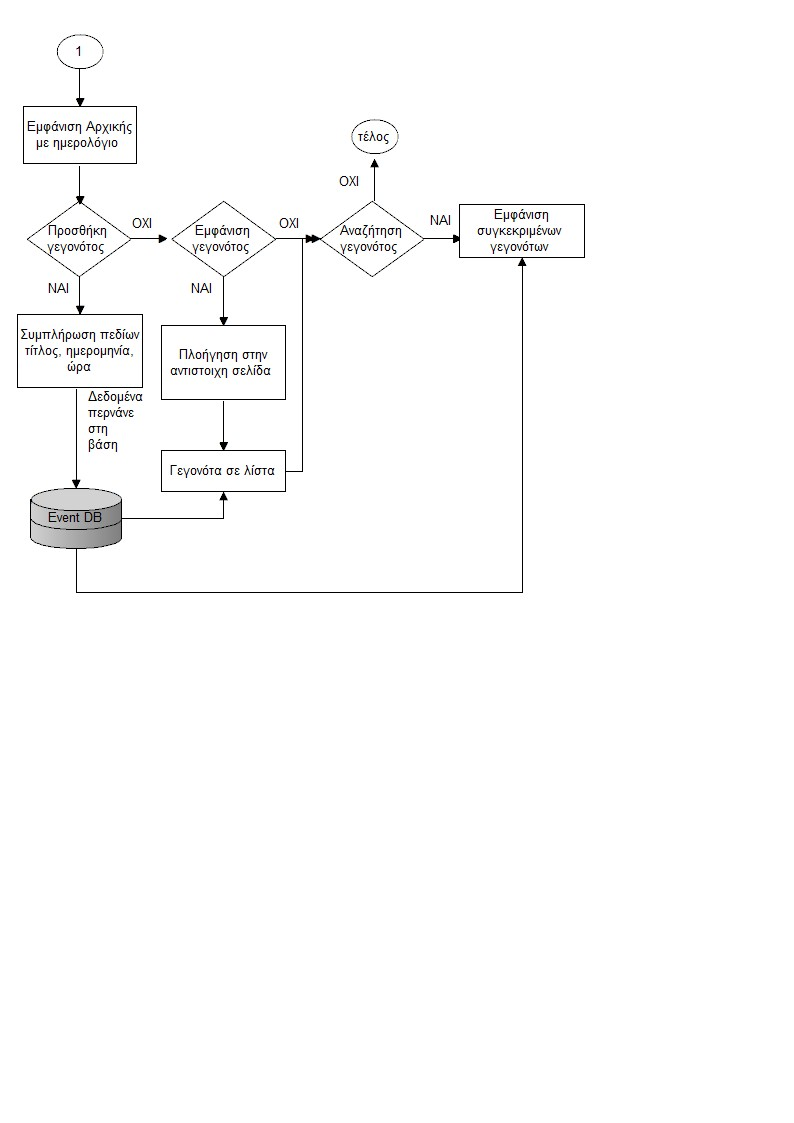 1
Εμφάνιση Αρχικής
με ημερολόγιο
Προσθήκη
γεγονότος
ΟΧΙ
ΝΑΙ
Εμφάνιση
γεγονότος
ΟΧΙ
ΝΑΙ
Αναζήτηση
γεγονότος
ΟΧΙ
τέλος
ΝΑΙ
Εμφάνιση
συγκεκριμένων
γεγονότων
Συμπλήρωση πεδίων
τίτλος, ημερομηνία,
ώρα
Πλοήγηση στην
αντιστοιχη σελίδα
Δεδομένα
περνάνε
στη
βάση
Γεγονότα σε λίστα
Event DB